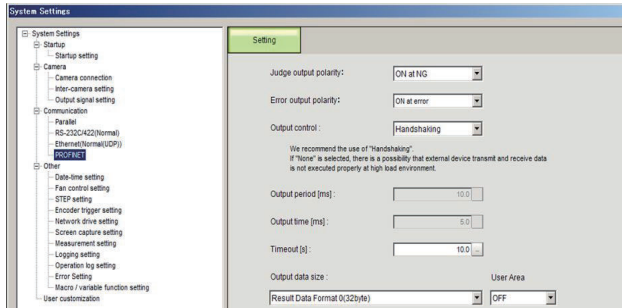 System Settings
System Settings
Startup
Startup setting
Camera
Camera connection
Inter-camera setting
Output signal setting
Communication
Parallel
RS-232C/422(Normal)
Ethernet(Normal(UDP))
PROFINET
Other
Date-time setting
Fan control setting
STEP setting
Encoder trigger setting
Network drive setting
Screen capture setting
Measurement setting
Logging setting
Operation log setting
Error Setting
Macro / variable function setting
User customization
Setting
Judge output polarity: ON at NG
Error output polarity: ON at error
Output control : Handshaking
We recommend the use of "Handshaking".
If "None" is selected, there is a possibility that external device transmit and receive data
is not executed properly at high load environment.
Output period [ms] : 10.0
Output time [ms] : 5.0
Timeout [s] : 10.0 ...
Output data size : User Area
Result Data Format 0(32byte) OFF